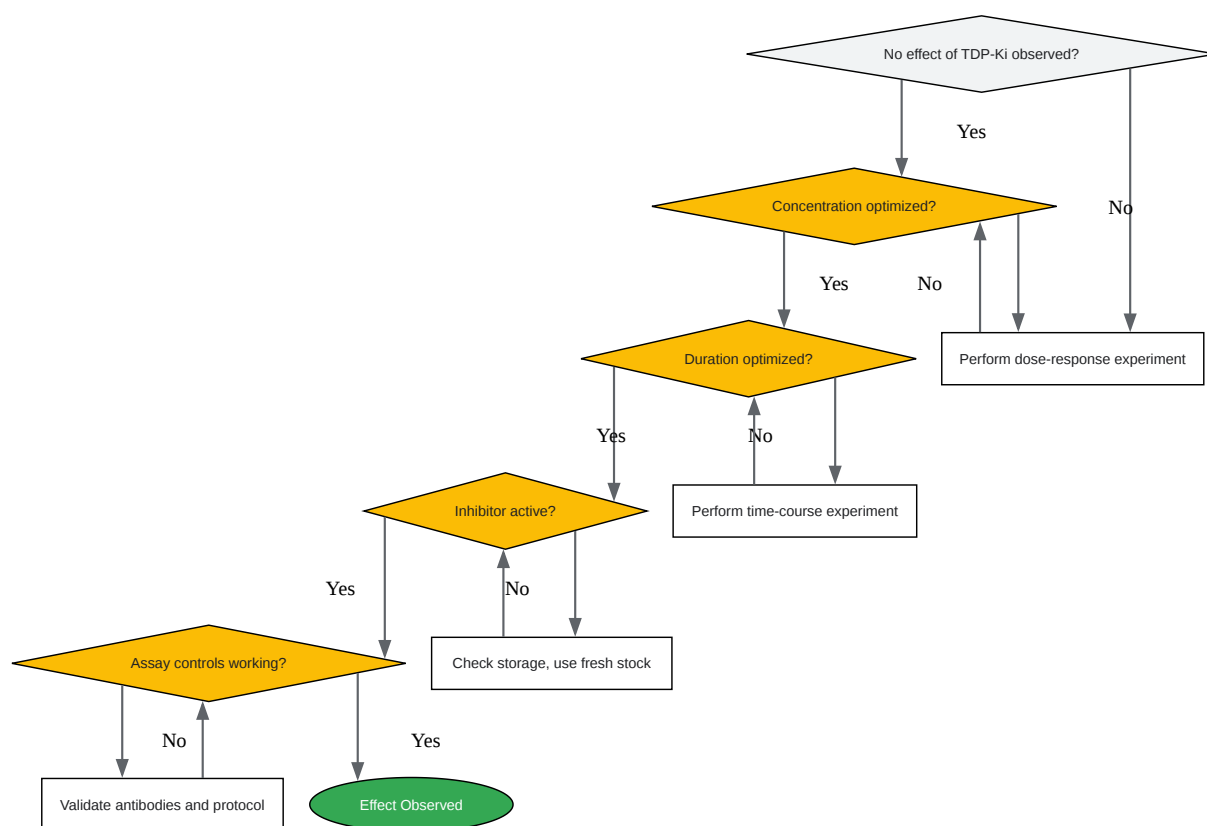 No effect of TDP-Ki observed?
Yes
Concentration optimized?
No
Yes
No
Duration optimized?
Perform dose-response experiment
Yes
No
Inhibitor active?
Perform time-course experiment
Yes
No
Assay controls working?
Check storage, use fresh stock
No
Yes
Validate antibodies and protocol
Effect Observed